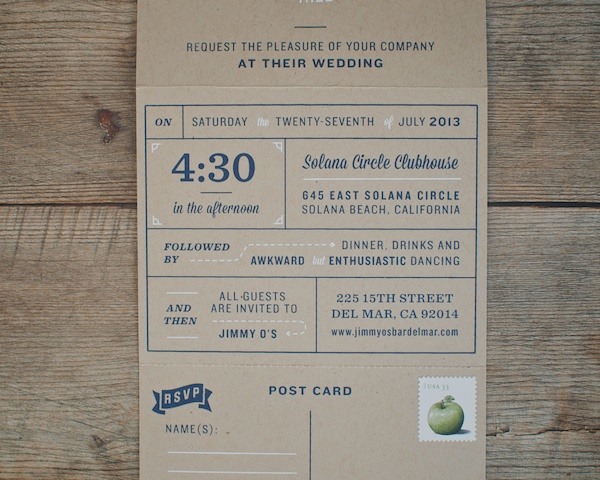 REQUEST THE PLEASURE OF YOUR COMPANY
AT THEIR WEDDING
ON SATURDAY the TWENTY-SEVENTH of JULY 2013
4:30
in the afternoon
Solana Circle Clubhouse
645 EAST SOLANA CIRCLE
SOLANA BEACH, CALIFORNIA
FOLLOWED
BY
DINNER, DRINKS AND
AWKWARD but ENTHUSIASTIC DANCING
AND
THEN
ALL-GUESTS
ARE INVITED TO
JIMMY O'S
225 15TH STREET
DEL MAR, CA 92014
www.jimmyosbardelmar.com
RSVP
POST CARD
NAME(S):